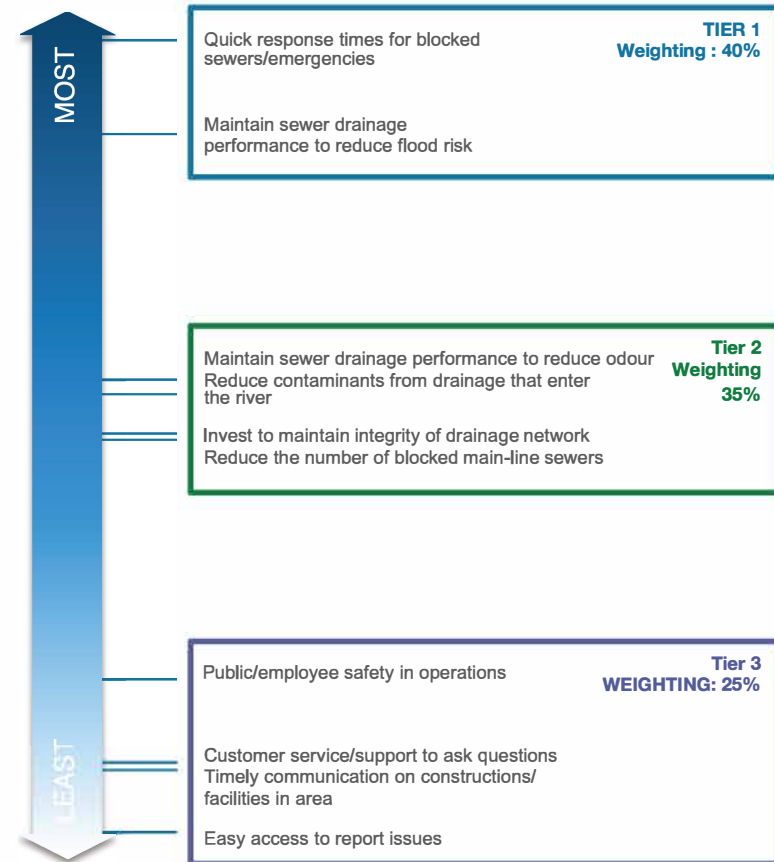 MOST
Quick response times for blocked
sewers/emergencies
TIER 1
Weighting : 40%
Maintain sewer drainage
performance to reduce flood risk
Maintain sewer drainage performance to reduce odour
Reduce contaminants from drainage that enter
the river
Tier 2
Weighting
35%
Invest to maintain integrity of drainage network
Reduce the number of blocked main-line sewers
Public/employee safety in operations
Tier 3
WEIGHTING: 25%
Customer service/support to ask questions
Timely communication on constructions/
facilities in area
Easy access to report issues
LEAST